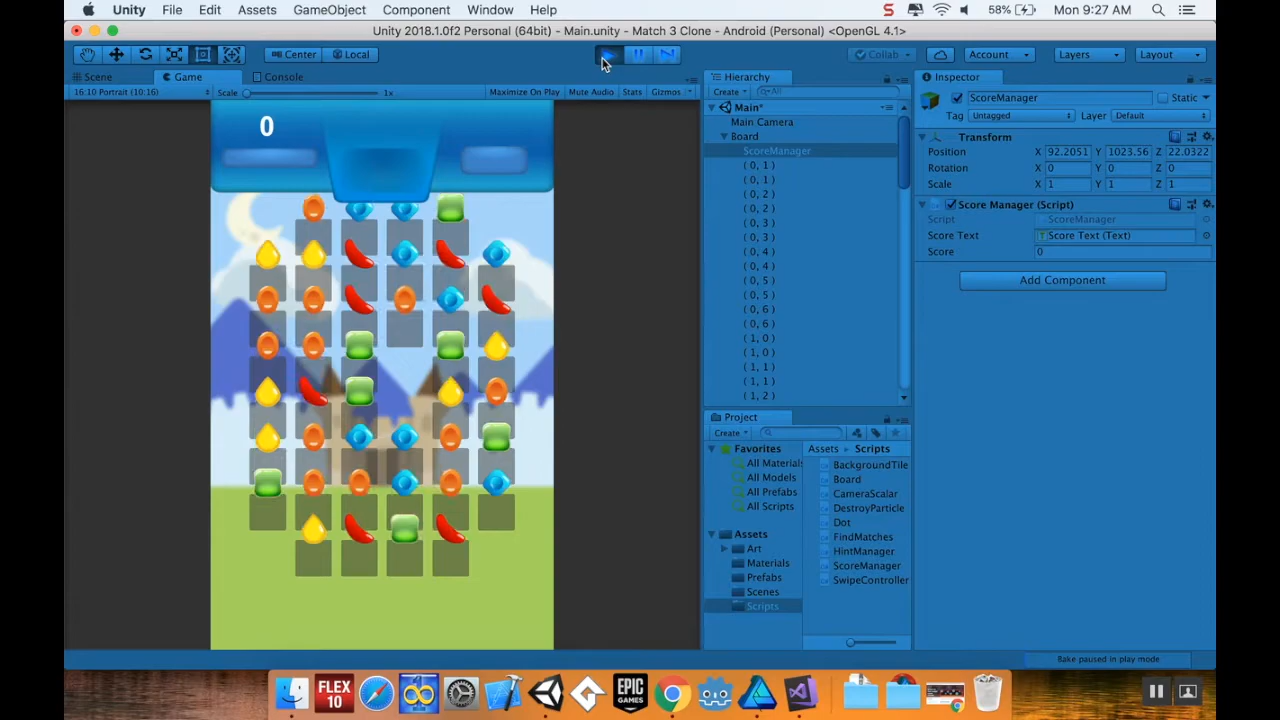 Unity File Edit Assets GameObject Component Window Help
S 58% Mon 9:27 AM
Unity 2018.1.0f2 Personal (64bit) - Main.unity - Match 3 Clone - Android (Personal) <OpenGL 4.1>
Center Local Collab Account Layers Layout
Scene Game Console
16:10 Portrait (10:16) Scale 1x Maximize On Play Mute Audio Stats Gizmos
0
Hierarchy
Create All
Main*
Main Camera
Board
ScoreManager
( 0, 1 )
( 0, 1 )
( 0, 2 )
( 0, 2 )
( 0, 3 )
( 0, 3 )
( 0, 4 )
( 0, 4 )
( 0, 5 )
( 0, 5 )
( 0, 6 )
( 0, 6 )
( 1, 0 )
( 1, 0 )
( 1, 1 )
( 1, 1 )
( 1, 2 )
Project
Create
Favorites
All Materials
All Models
All Prefabs
All Scripts
Assets
Art
Materials
Prefabs
Scenes
Scripts
Assets Scripts
BackgroundTile
Board
CameraScalar
DestroyParticle
Dot
FindMatches
HintManager
ScoreManager
SwipeController
Inspector
ScoreManager Static
Tag Untagged Layer Default
Transform
Position X 92.2051 Y 1023.56 Z 22.0322
Rotation X 0 Y 0 Z 0
Scale X 1 Y 1 Z 1
Score Manager (Script)
Script ScoreManager
Score Text Score Text (Text)
Score 0
Add Component
Bake paused in play mode
FLEX
10
EPIC
GAMES